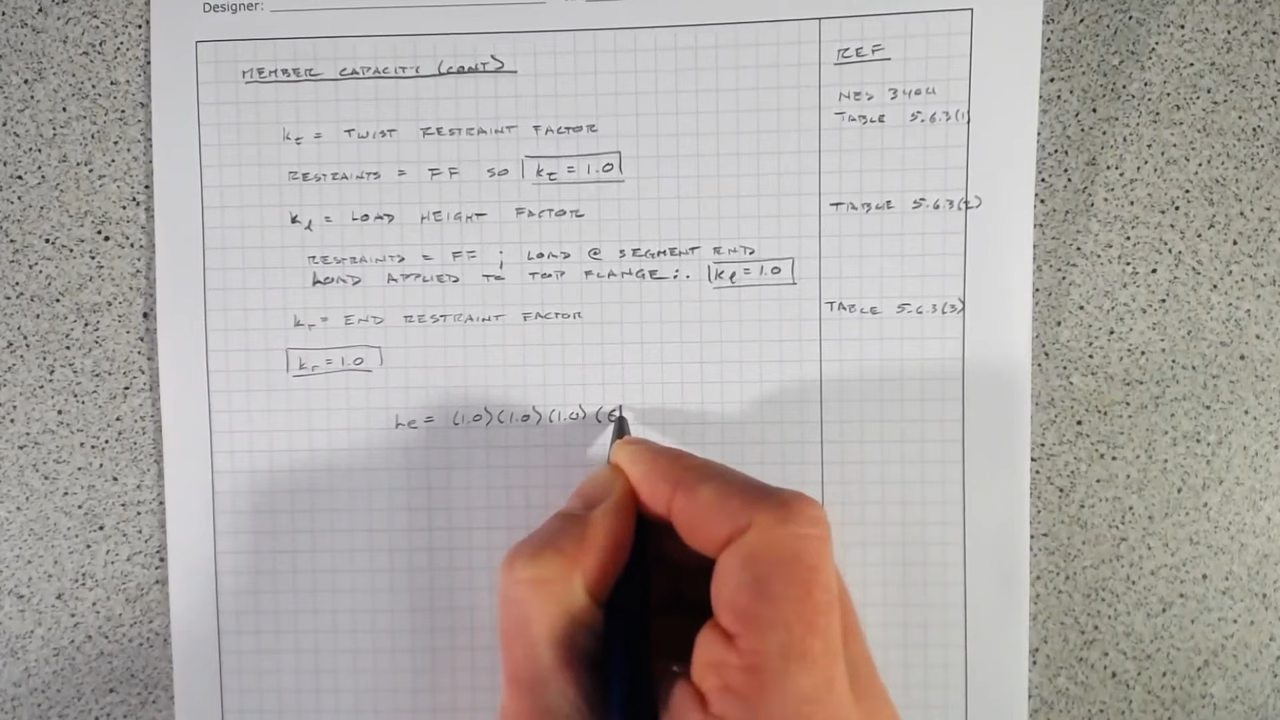 Designer:
MEMBER CAPACITY (CONT)
REF
NZS 3404
kt = TWIST RESTRAINT FACTOR
TABLE 5.6.3(1)
RESTRAINTS = FF SO kt = 1.0
kl = LOAD HEIGHT FACTOR
TABLE 5.6.3(2)
RESTRAINTS = FF ; LOAD @ SEGMENT END
LOAD APPLIED TO TOP FLANGE ∴ kl = 1.0
kr = END RESTRAINT FACTOR
TABLE 5.6.3(3)
kr = 1.0
Le = (1.0)(1.0)(1.0)(6